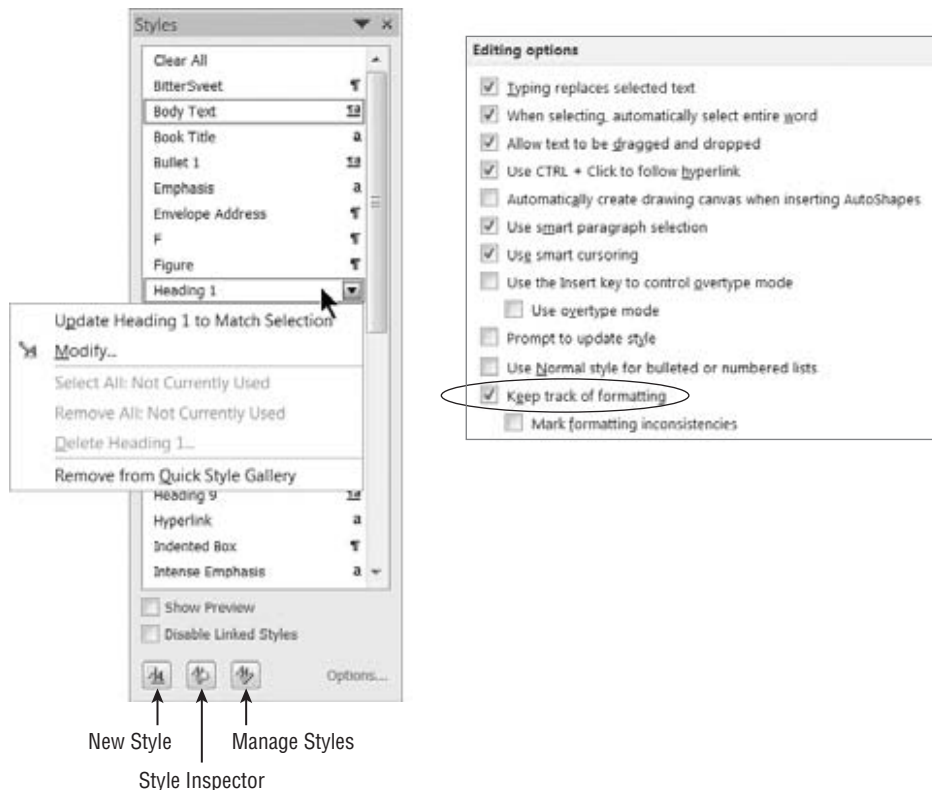 Styles
Clear All
BitterSveet
Body Text
Book Title
Bullet 1
Emphasis
Envelope Address
F
Figure
Heading 1
Update Heading 1 to Match Selection
Modify...
Select All: Not Currently Used
Remove All: Not Currently Used
Delete Heading 1...
Remove from Quick Style Gallery
Heading 9
Hyperlink
Indented Box
Intense Emphasis
Show Preview
Disable Linked Styles
Options...
New Style
Manage Styles
Style Inspector
Editing options
Typing replaces selected text
When selecting, automatically select entire word
Allow text to be dragged and dropped
Use CTRL + Click to follow hyperlink
Automatically create drawing canvas when inserting AutoShapes
Use smart paragraph selection
Use smart cursoring
Use the Insert key to control overtype mode
Use overtype mode
Prompt to update style
Use Normal style for bulleted or numbered lists
Keep track of formatting
Mark formatting inconsistencies